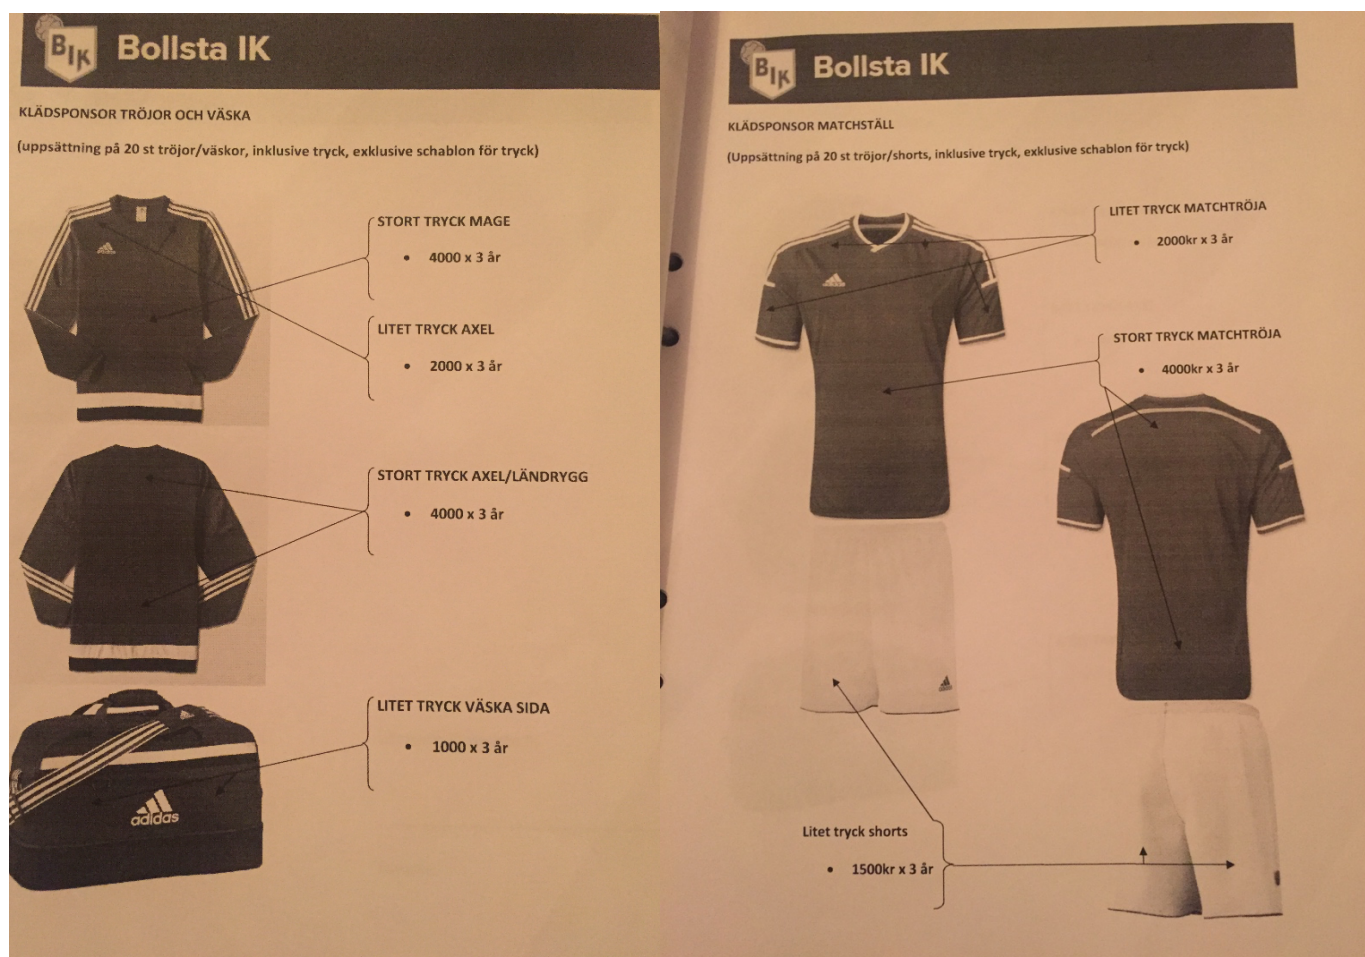 BIK
Bollsta IK
KLÄDSPONSOR TRÖJOR OCH VÄSKA
(uppsättning på 20 st tröjor/väskor, inklusive tryck, exklusive schablon för tryck)
STORT TRYCK MAGE
• 4000 x 3 år
LITET TRYCK AXEL
• 2000 x 3 år
STORT TRYCK AXEL/LÄNDRYGG
• 4000 x 3 år
LITET TRYCK VÄSKA SIDA
• 1000 x 3 år
adidas
BIK
Bollsta IK
KLÄDSPONSOR MATCHSTÄLL
(Uppsättning på 20 st tröjor/shorts, inklusive tryck, exklusive schablon för tryck)
LITET TRYCK MATCHTRÖJA
• 2000kr x 3 år
STORT TRYCK MATCHTRÖJA
• 4000kr x 3 år
Litet tryck shorts
• 1500kr x 3 år